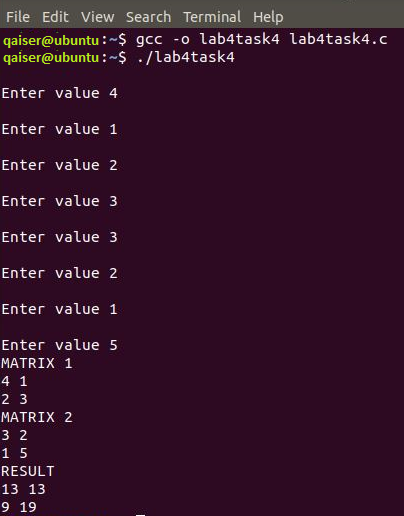 File Edit View Search Terminal Help
qaiser@ubuntu:~$ gcc -o lab4task4 lab4task4.c
qaiser@ubuntu:~$ ./lab4task4
Enter value 4
Enter value 1
Enter value 2
Enter value 3
Enter value 3
Enter value 2
Enter value 1
Enter value 5
MATRIX 1
4 1
2 3
MATRIX 2
3 2
1 5
RESULT
13 13
9 19